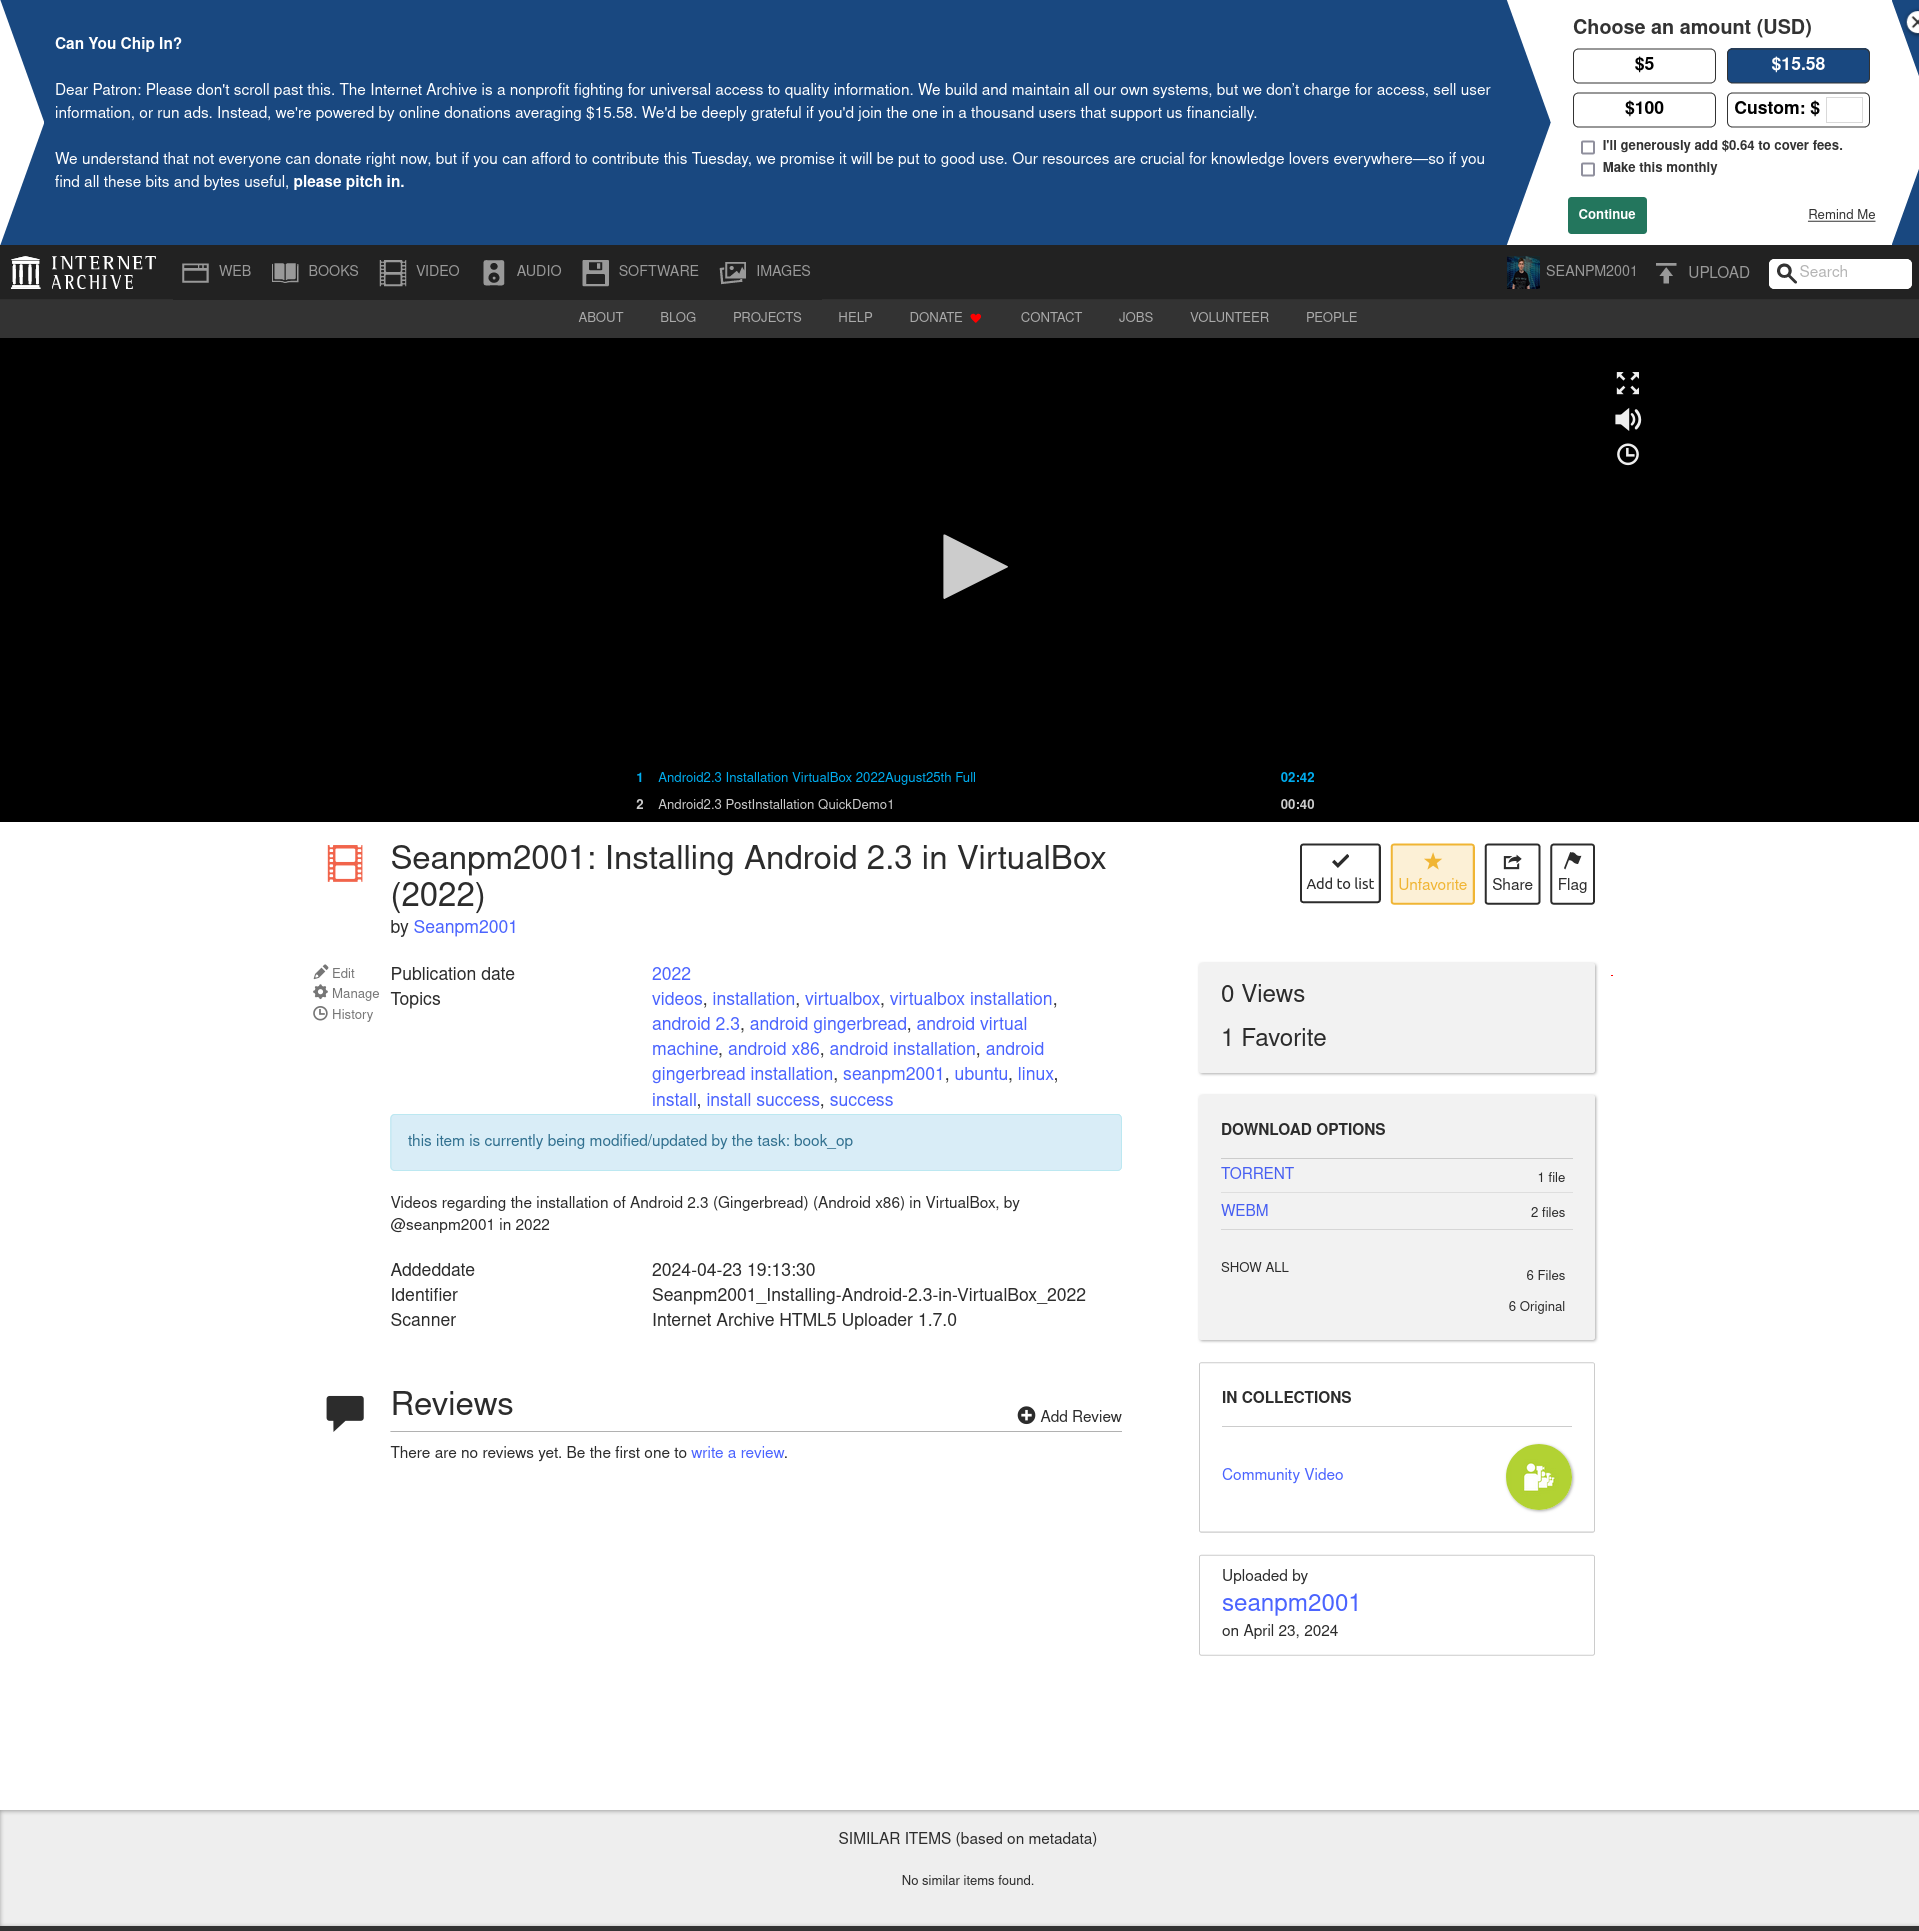 Can You Chip In?
Dear Patron: Please don't scroll past this. The Internet Archive is a nonprofit fighting for universal access to quality information. We build and maintain all our own systems, but we don’t charge for access, sell user
information, or run ads. Instead, we're powered by online donations averaging $15.58. We'd be deeply grateful if you'd join the one in a thousand users that support us financially.
We understand that not everyone can donate right now, but if you can afford to contribute this Tuesday, we promise it will be put to good use. Our resources are crucial for knowledge lovers everywhere—so if you
find all these bits and bytes useful, please pitch in.
Choose an amount (USD)
$5 $15.58
$100 Custom: $
I'll generously add $0.64 to cover fees.
Make this monthly
Continue Remind Me
INTERNET ARCHIVE WEB BOOKS VIDEO AUDIO SOFTWARE IMAGES SEANPM2001 UPLOAD Search
ABOUT BLOG PROJECTS HELP DONATE CONTACT JOBS VOLUNTEER PEOPLE
1 Android2.3 Installation VirtualBox 2022August25th Full 02:42
2 Android2.3 PostInstallation QuickDemo1 00:40
Seanpm2001: Installing Android 2.3 in VirtualBox
(2022)
by Seanpm2001
Add to list Unfavorite Share Flag
Edit
Manage
History
Publication date 2022
Topics videos, installation, virtualbox, virtualbox installation,
android 2.3, android gingerbread, android virtual
machine, android x86, android installation, android
gingerbread installation, seanpm2001, ubuntu, linux,
install, install success, success
this item is currently being modified/updated by the task: book_op
Videos regarding the installation of Android 2.3 (Gingerbread) (Android x86) in VirtualBox, by
@seanpm2001 in 2022
Addeddate 2024-04-23 19:13:30
Identifier Seanpm2001_Installing-Android-2.3-in-VirtualBox_2022
Scanner Internet Archive HTML5 Uploader 1.7.0
Reviews
Add Review
There are no reviews yet. Be the first one to write a review.
0 Views
1 Favorite
DOWNLOAD OPTIONS
TORRENT 1 file
WEBM 2 files
SHOW ALL 6 Files
6 Original
IN COLLECTIONS
Community Video
Uploaded by
seanpm2001
on April 23, 2024
SIMILAR ITEMS (based on metadata)
No similar items found.